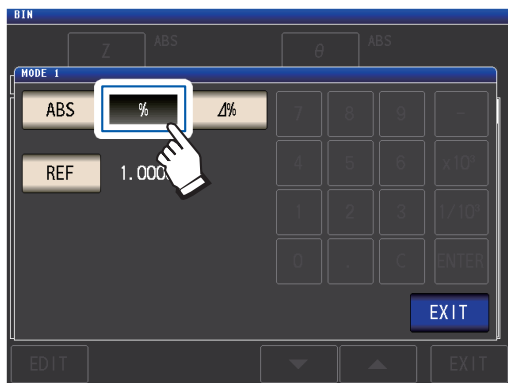 BIN
Z ABS θ ABS
MODE 1
ABS % Δ% 7 8 9 -
REF 1.000 4 5 6 x10³
1 2 3 1/10³
0 . C ENTER
EXIT
EDIT EXIT